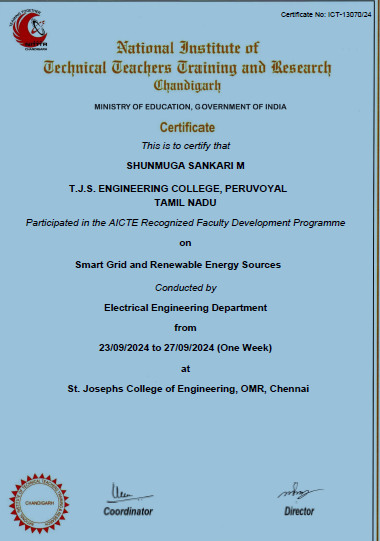 Certificate No: ICT-13070/24
National Institute of
Technical Teachers Training and Research
Chandigarh
MINISTRY OF EDUCATION, GOVERNMENT OF INDIA
Certificate
This is to certify that
SHUNMUGA SANKARI M
T.J.S. ENGINEERING COLLEGE, PERUVOYAL
TAMIL NADU
Participated in the AICTE Recognized Faculty Development Programme
on
Smart Grid and Renewable Energy Sources
Conducted by
Electrical Engineering Department
from
23/09/2024 to 27/09/2024 (One Week)
at
St. Josephs College of Engineering, OMR, Chennai
CHANDIGARH
Coordinator
Director